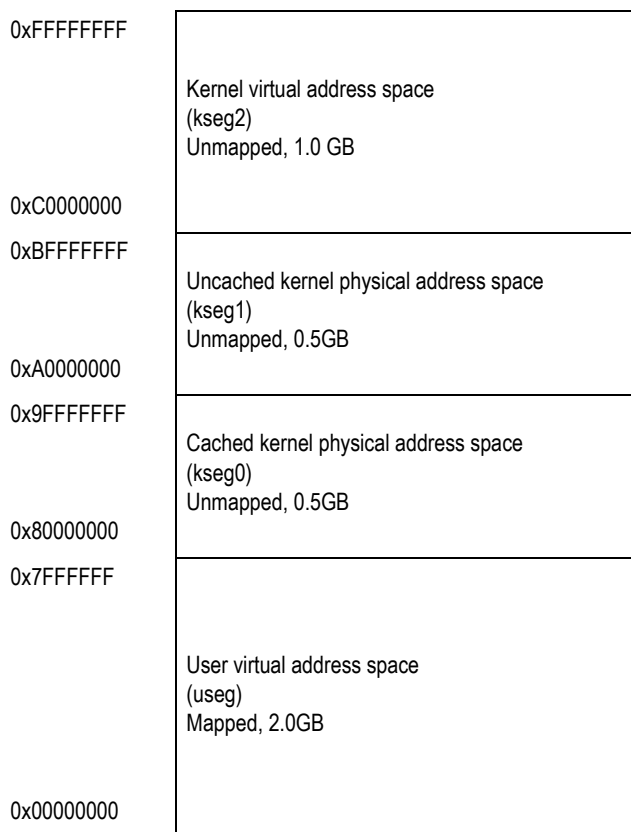 0xFFFFFFFF
Kernel virtual address space
(kseg2)
Unmapped, 1.0 GB
0xC0000000
0xBFFFFFFF
Uncached kernel physical address space
(kseg1)
Unmapped, 0.5GB
0xA0000000
0x9FFFFFFF
Cached kernel physical address space
(kseg0)
Unmapped, 0.5GB
0x80000000
0x7FFFFFF
User virtual address space
(useg)
Mapped, 2.0GB
0x00000000